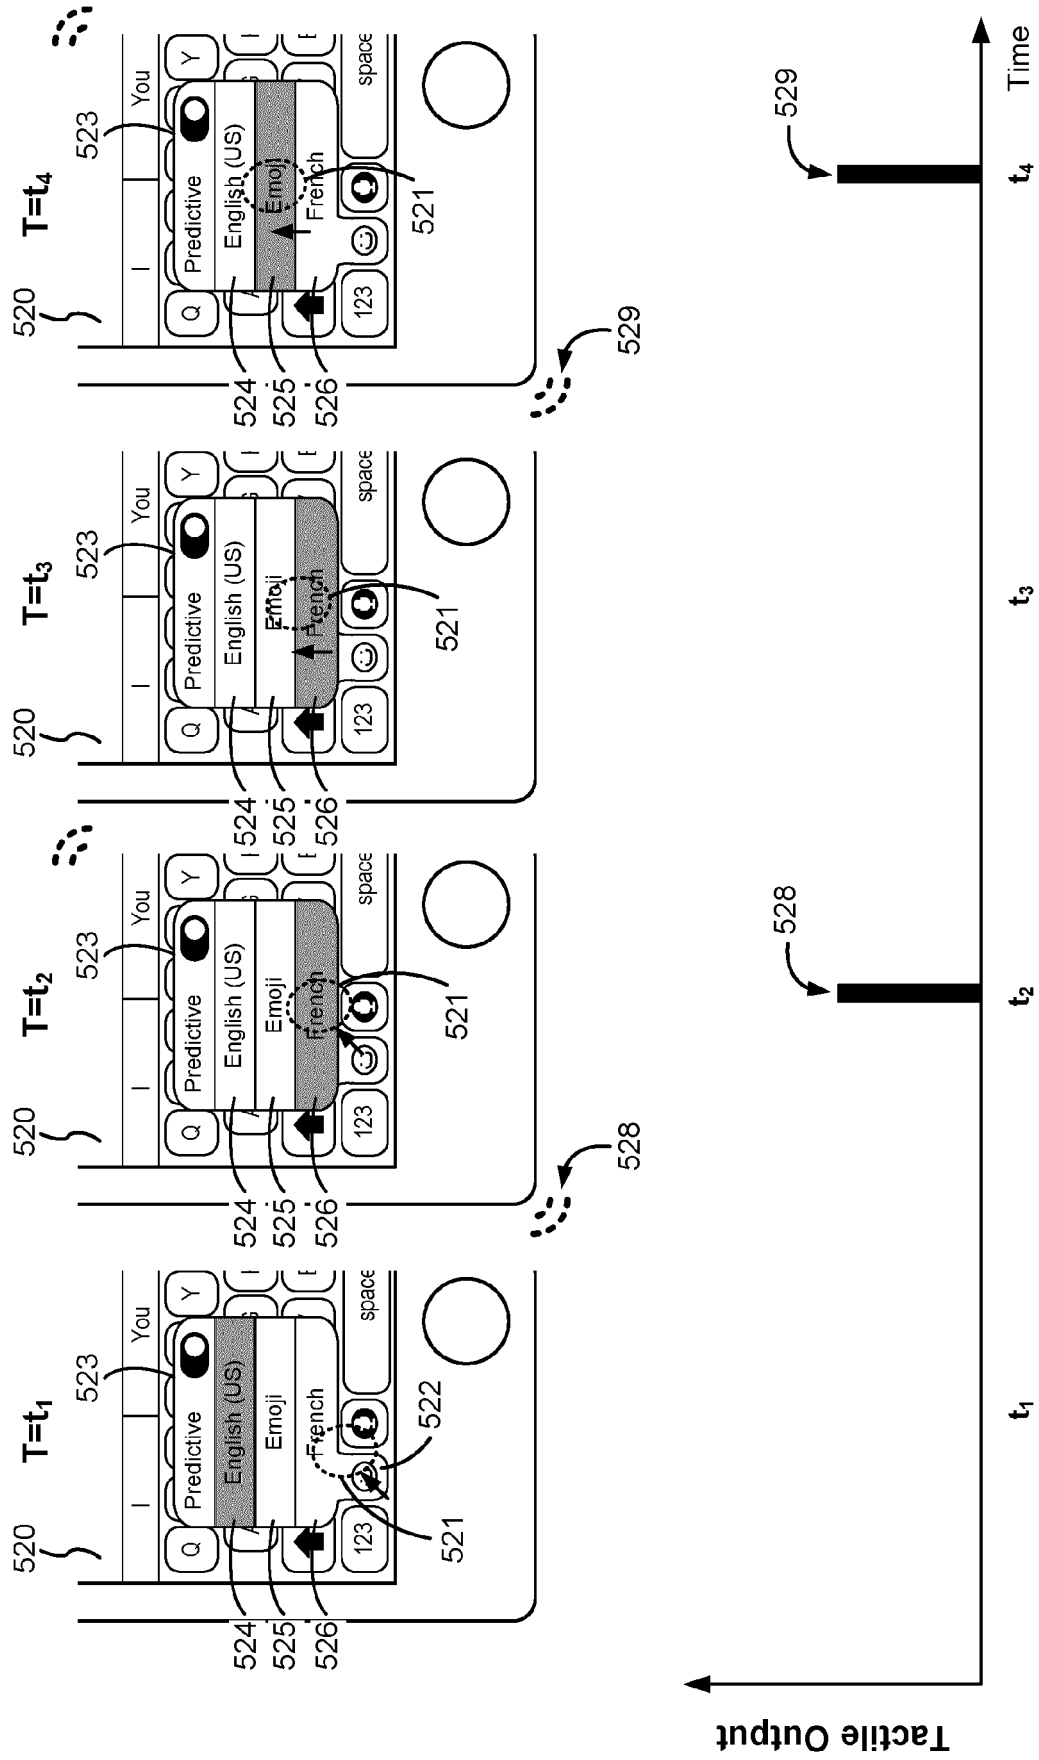 T=t1
520
523
I You
Q Y
Predictive
English (US)
Emoji
French
123 space
524
525
526
521
522
T=t2
520
523
I You
Q Y
Predictive
English (US)
Emoji
French
123 space
524
525
526
521
528
T=t3
520
523
I You
Q Y
Predictive
English (US)
Emoji
French
123 space
524
525
526
521
T=t4
520
523
I You
Q Y
Predictive
English (US)
Emoji
French
123 space
524
525
526
521
529
Tactile Output
528
529
t1 t2 t3 t4 Time